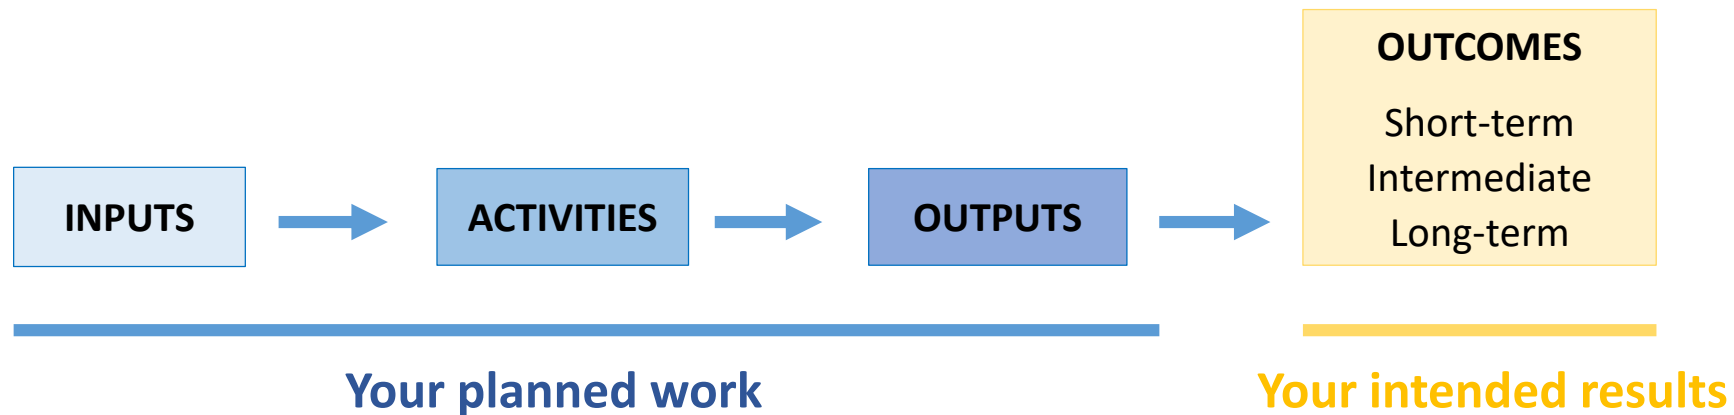 INPUTS
ACTIVITIES
OUTPUTS
OUTCOMES
Short-term
Intermediate
Long-term
Your planned work
Your intended results